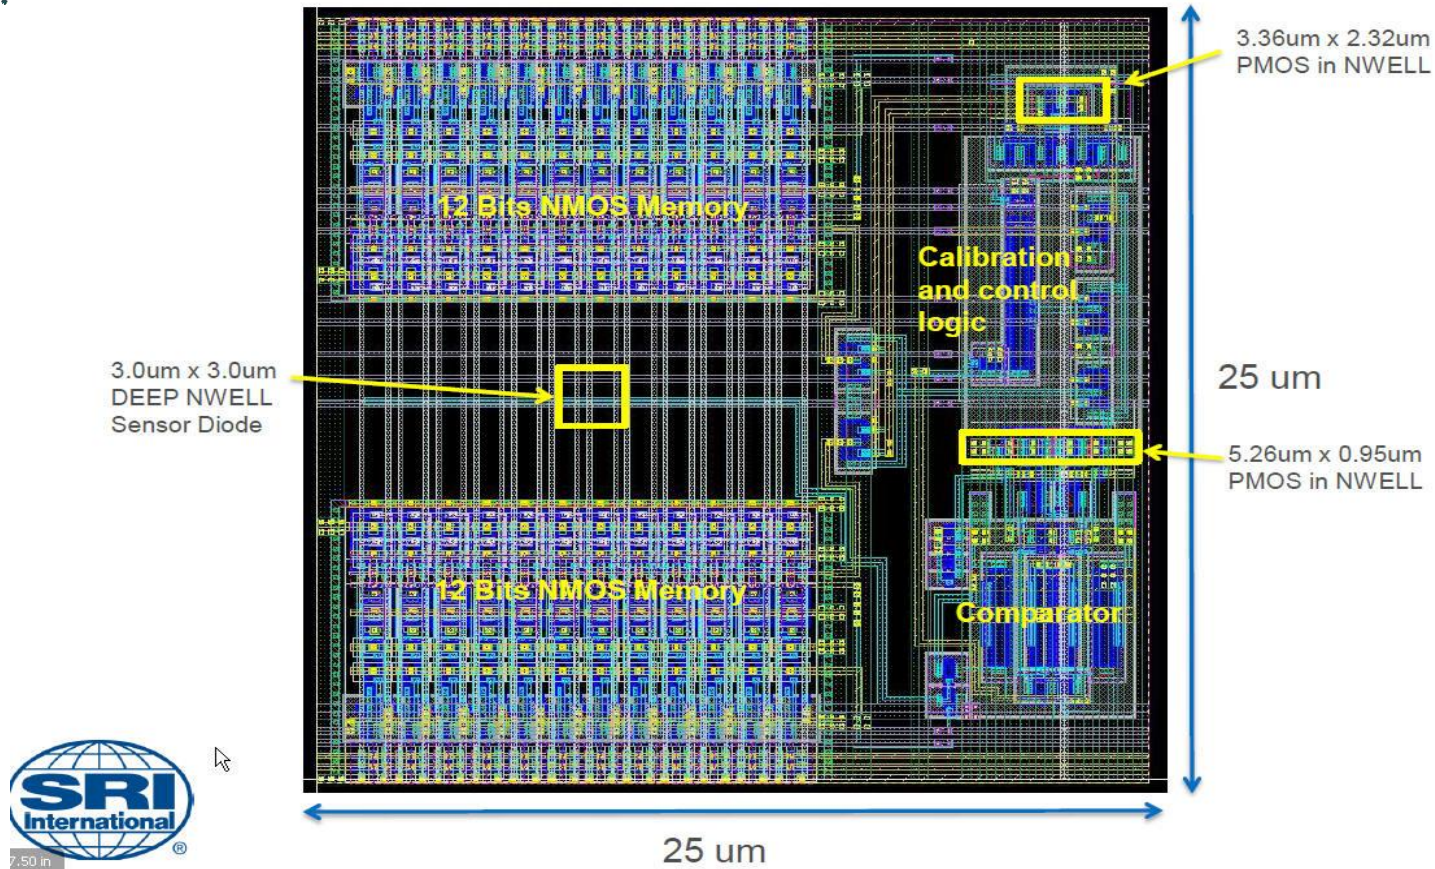 3.36um x 2.32um
PMOS in NWELL
12 Bits NMOS Memory
Calibration
and control
logic
3.0um x 3.0um
DEEP NWELL
Sensor Diode
25 um
5.26um x 0.95um
PMOS in NWELL
12 Bits NMOS Memory
Comparator
SRI
International
®
7.50 in
25 um